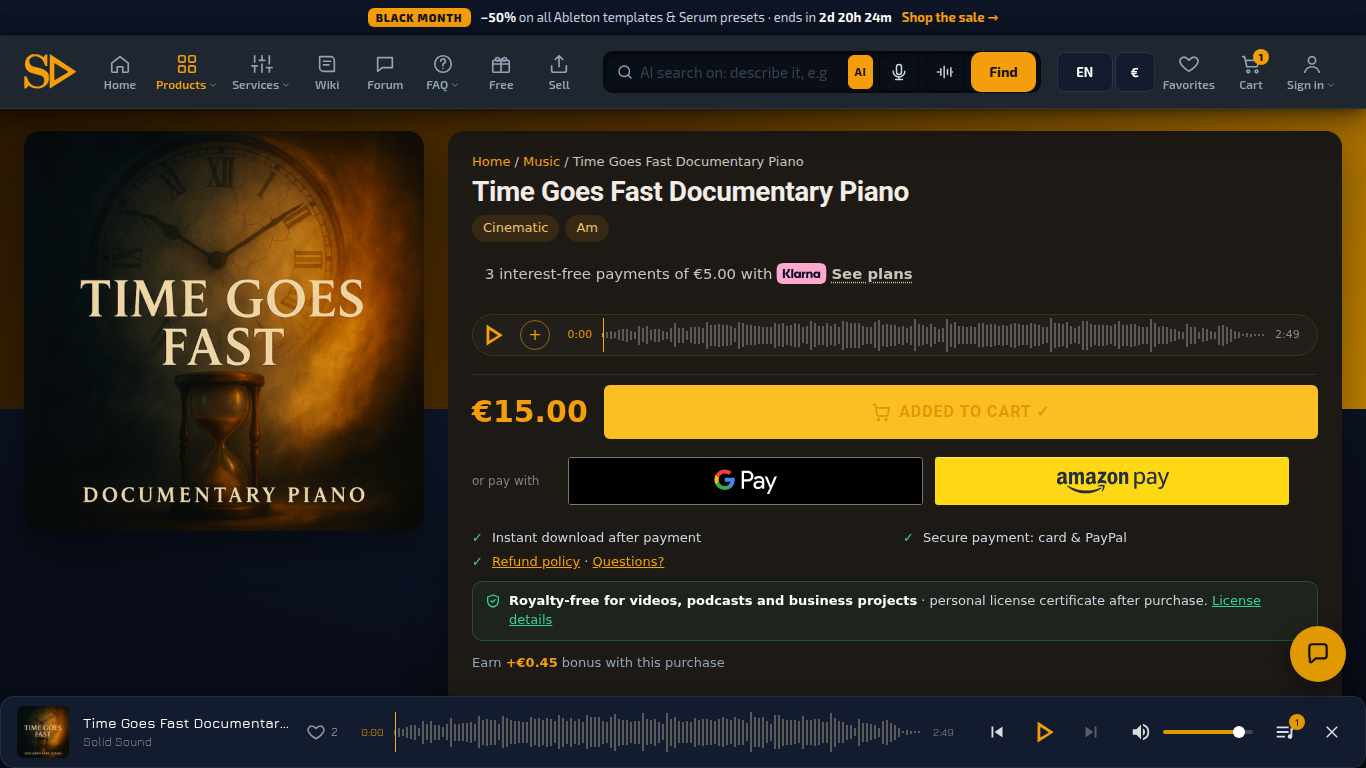 BLACK MONTH −50% on all Ableton templates & Serum presets · ends in 2d 20h 24m Shop the sale →
SD
Home
Products
Services
Wiki
Forum
FAQ
Free
Sell
AI search on: describe it, e.g
AI
Find
EN
€
Favorites
1
Cart
Sign in
XII
TIME GOES
FAST
DOCUMENTARY PIANO
Home / Music / Time Goes Fast Documentary Piano
Time Goes Fast Documentary Piano
Cinematic
Am
3 interest-free payments of €5.00 with Klarna See plans
0:00
2:49
€15.00
ADDED TO CART ✓
or pay with
G Pay
amazon pay
✓ Instant download after payment
✓ Secure payment: card & PayPal
✓ Refund policy · Questions?
Royalty-free for videos, podcasts and business projects · personal license certificate after purchase. License
details
Earn +€0.45 bonus with this purchase
TIME GOES
FAST
Time Goes Fast Documentar...
Solid Sound
2
0:00
2:49
1